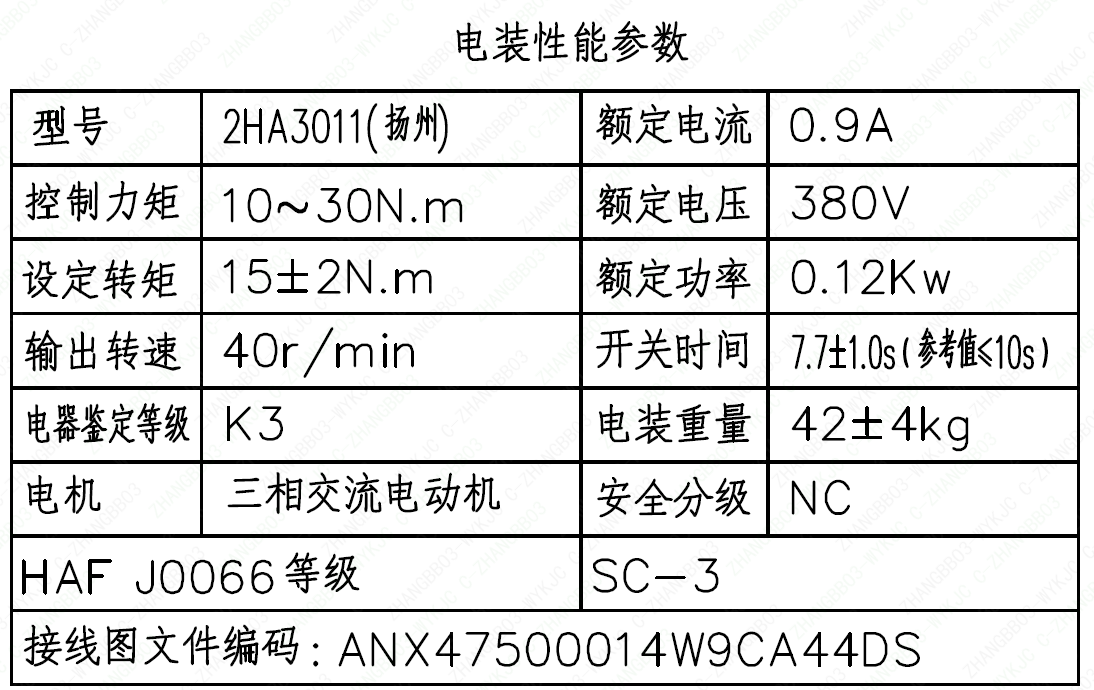 电装性能参数
型号 2HA3011(扬州) 额定电流 0.9A
控制力矩 10~30N.m 额定电压 380V
设定转矩 15±2N.m 额定功率 0.12Kw
输出转速 40r/min 开关时间 7.7±1.0s(参考值≤10s)
电器鉴定等级 K3 电装重量 42±4kg
电机 三相交流电动机 安全分级 NC
HAF J0066等级 SC-3
接线图文件编码: ANX47500014W9CA44DS